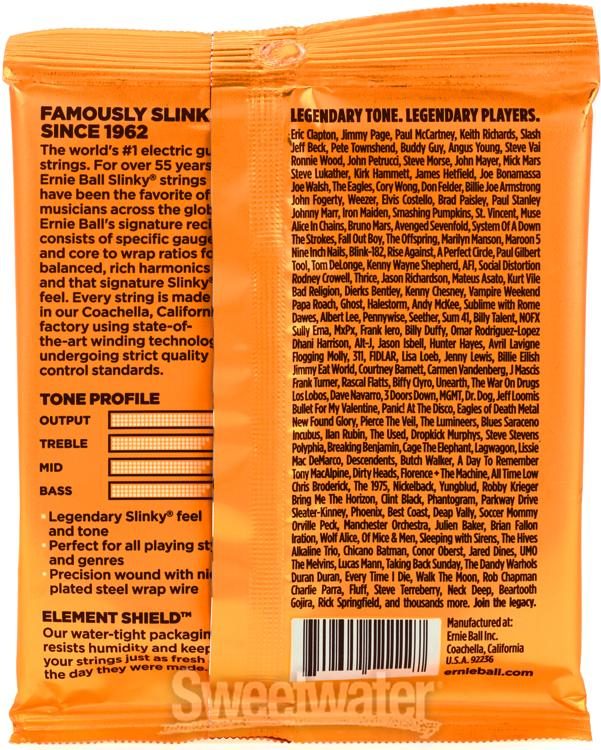 FAMOUSLY SLINK
SINCE 1962
The world's #1 electric gu
strings. For over 55 years
Ernie Ball Slinky® strings
have been the favorite of
musicians across the glob
Ernie Ball's signature reci
consists of specific gauge
and core to wrap ratios fo
balanced, rich harmonics
and that signature Slinky®
feel. Every string is made
in our Coachella, Californ
factory using state-of-
the-art winding technolog
undergoing strict quality
control standards.
TONE PROFILE
OUTPUT
TREBLE
MID
BASS
• Legendary Slinky® feel
and tone
• Perfect for all playing sty
and genres
• Precision wound with nic
plated steel wrap wire
ELEMENT SHIELD™
Our water-tight packagin
resists humidity and keep
your strings just as fresh
the day they were made.
LEGENDARY TONE. LEGENDARY PLAYERS.
Eric Clapton, Jimmy Page, Paul McCartney, Keith Richards, Slash
Jeff Beck, Pete Townshend, Buddy Guy, Angus Young, Steve Vai
Ronnie Wood, John Petrucci, Steve Morse, John Mayer, Mick Mars
Steve Lukather, Kirk Hammett, James Hetfield, Joe Bonamassa
Joe Walsh, The Eagles, Cory Wong, Don Felder, Billie Joe Armstrong
John Fogerty, Weezer, Elvis Costello, Brad Paisley, Paul Stanley
Johnny Marr, Iron Maiden, Smashing Pumpkins, St. Vincent, Muse
Alice In Chains, Bruno Mars, Avenged Sevenfold, System Of A Down
The Strokes, Fall Out Boy, The Offspring, Marilyn Manson, Maroon 5
Nine Inch Nails, Blink-182, Rise Against, A Perfect Circle, Paul Gilbert
Tool, Tom DeLonge, Kenny Wayne Shepherd, AFI, Social Distortion
Rodney Crowell, Thrice, Jason Richardson, Mateus Asato, Kurt Vile
Bad Religion, Dierks Bentley, Kenny Chesney, Vampire Weekend
Papa Roach, Ghost, Halestorm, Andy McKee, Sublime with Rome
Dawes, Albert Lee, Pennywise, Seether, Sum 41, Billy Talent, NOFX
Sully Erna, MxPx, Frank Iero, Billy Duffy, Omar Rodriguez-Lopez
Dhani Harrison, Alt-J, Jason Isbell, Hunter Hayes, Avril Lavigne
Flogging Molly, 311, FIDLAR, Lisa Loeb, Jenny Lewis, Billie Eilish
Jimmy Eat World, Courtney Barnett, Carmen Vandenberg, J Mascis
Frank Turner, Rascal Flatts, Biffy Clyro, Unearth, The War On Drugs
Los Lobos, Dave Navarro, 3 Doors Down, MGMT, Dr. Dog, Jeff Loomis
Bullet For My Valentine, Panic! At The Disco, Eagles of Death Metal
New Found Glory, Pierce The Veil, The Lumineers, Blues Saraceno
Incubus, Ilan Rubin, The Used, Dropkick Murphys, Steve Stevens
Polyphia, Breaking Benjamin, Cage The Elephant, Lagwagon, Lissie
Mac DeMarco, Descendents, Butch Walker, A Day To Remember
Tony MacAlpine, Dirty Heads, Florence + The Machine, All Time Low
Chris Broderick, The 1975, Nickelback, Yungblud, Robby Krieger
Bring Me The Horizon, Clint Black, Phantogram, Parkway Drive
Sleater-Kinney, Phoenix, Best Coast, Deap Vally, Soccer Mommy
Orville Peck, Manchester Orchestra, Julien Baker, Brian Fallon
Iration, Wolf Alice, Of Mice & Men, Sleeping with Sirens, The Hives
Alkaline Trio, Chicano Batman, Conor Oberst, Jared Dines, UMO
The Melvins, Lucas Mann, Taking Back Sunday, The Dandy Warhols
Duran Duran, Every Time I Die, Walk The Moon, Rob Chapman
Charlie Parra, Fluff, Steve Terreberry, Neck Deep, Beartooth
Gojira, Rick Springfield, and thousands more. Join the legacy.
Manufactured at:
Ernie Ball Inc.
Coachella, California
U.S.A. 92236
ernieball.com
Sweetwater®